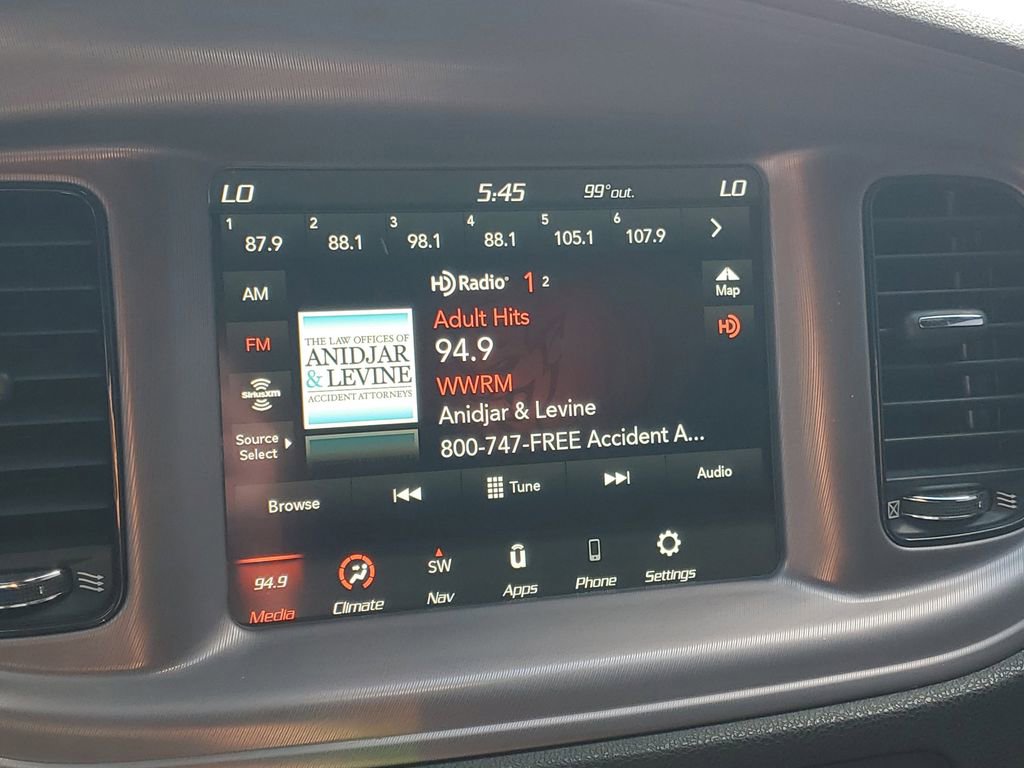 LO 5:45 99°out. LO
1 87.9 2 88.1 3 98.1 4 88.1 5 105.1 6 107.9
HD Radio 1 2
AM
FM
SiriusXM
Source
Select
THE LAW OFFICES OF
ANIDJAR
& LEVINE
ACCIDENT ATTORNEYS
Adult Hits
94.9
WWRM
Anidjar & Levine
800-747-FREE Accident A...
Map
HD
Browse Tune Audio
94.9 Media
Climate
SW Nav
u Apps
Phone
Settings